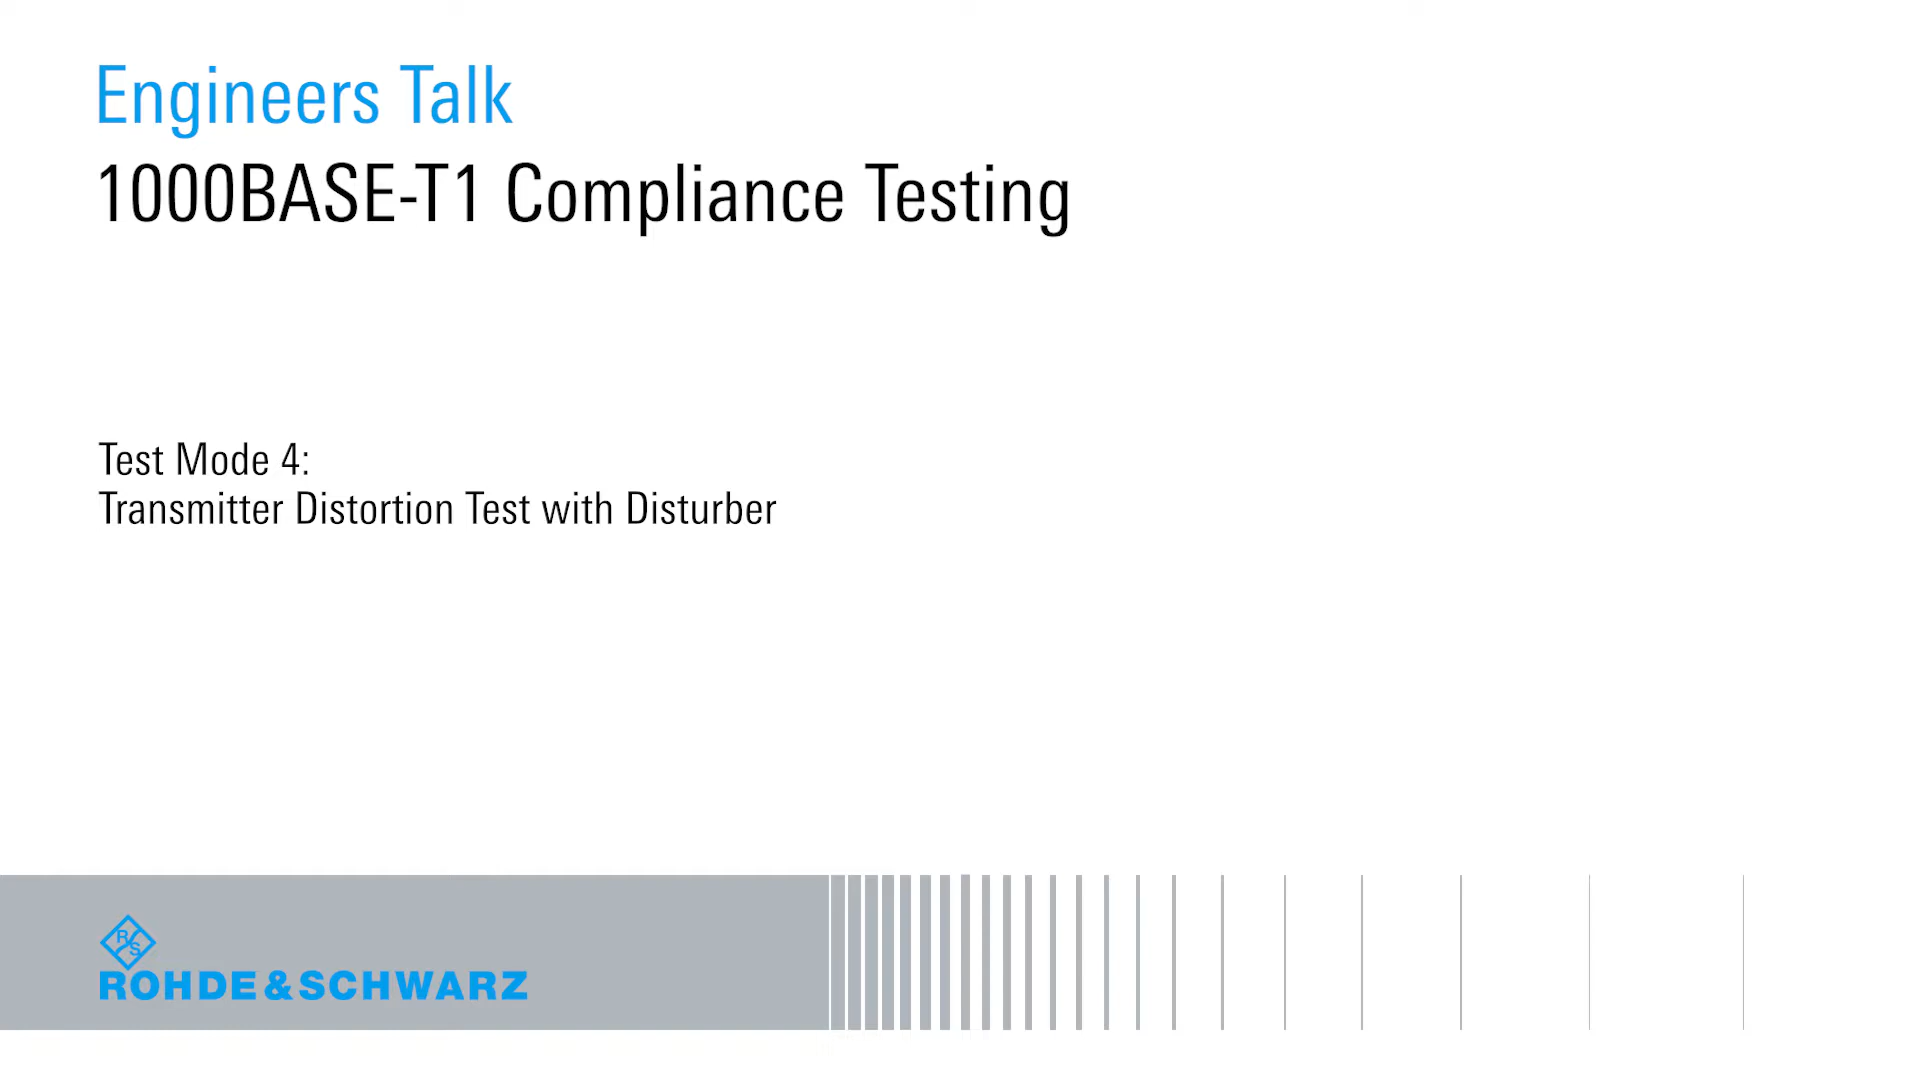 Engineers Talk
1000BASE-T1 Compliance Testing
Test Mode 4:
Transmitter Distortion Test with Disturber
R S
ROHDE&SCHWARZ